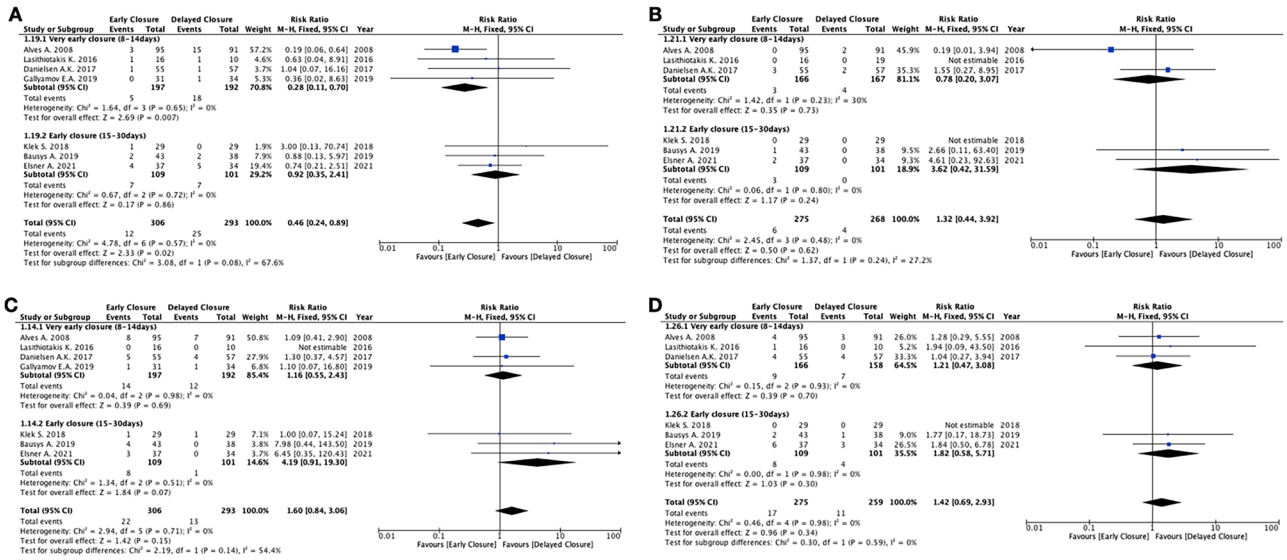 A
Early Closure Delayed Closure Risk Ratio Risk Ratio
Study or Subgroup Events Total Events Total Weight M-H, Fixed, 95% CI Year M-H, Fixed, 95% CI
1.19.1 Very early closure (8-14days)
Alves A. 2008 3 95 15 91 57.2% 0.19 [0.06, 0.64] 2008
Lasithiotakis K. 2016 1 16 1 10 4.6% 0.63 [0.04, 8.91] 2016
Danielsen A.K. 2017 1 55 1 57 3.7% 1.04 [0.07, 16.16] 2017
Gallyamov E.A. 2019 0 31 1 34 5.3% 0.36 [0.02, 8.63] 2019
Subtotal (95% CI) 197 192 70.8% 0.28 [0.11, 0.70]
Total events 5 18
Heterogeneity: Chi² = 1.64, df = 3 (P = 0.65); I² = 0%
Test for overall effect: Z = 2.69 (P = 0.007)
1.19.2 Early closure (15-30days)
Klek S. 2018 1 29 0 29 1.9% 3.00 [0.13, 70.74] 2018
Bausys A. 2019 2 43 2 38 7.9% 0.88 [0.13, 5.97] 2019
Elsner A. 2021 4 37 5 34 19.4% 0.74 [0.21, 2.51] 2021
Subtotal (95% CI) 109 101 29.2% 0.92 [0.35, 2.41]
Total events 7 7
Heterogeneity: Chi² = 0.67, df = 2 (P = 0.72); I² = 0%
Test for overall effect: Z = 0.17 (P = 0.86)
Total (95% CI) 306 293 100.0% 0.46 [0.24, 0.89]
Total events 12 25
Heterogeneity: Chi² = 4.78, df = 6 (P = 0.57); I² = 0%
Test for overall effect: Z = 2.33 (P = 0.02)
Test for subgroup differences: Chi² = 3.08, df = 1 (P = 0.08), I² = 67.6%
0.01 0.1 1 10 100
Favours [Early Closure] Favours [Delayed Closure]
B
Early Closure Delayed Closure Risk Ratio Risk Ratio
Study or Subgroup Events Total Events Total Weight M-H, Fixed, 95% CI Year M-H, Fixed, 95% CI
1.21.1 Very early closure (8-14days)
Alves A. 2008 0 95 2 91 45.9% 0.19 [0.01, 3.94] 2008
Lasithiotakis K. 2016 0 16 0 19 Not estimable 2016
Danielsen A.K. 2017 3 55 2 57 35.2% 1.55 [0.27, 8.95] 2017
Subtotal (95% CI) 166 167 81.1% 0.78 [0.20, 3.07]
Total events 3 4
Heterogeneity: Chi² = 1.42, df = 1 (P = 0.23); I² = 30%
Test for overall effect: Z = 0.35 (P = 0.73)
1.21.2 Early closure (15-30days)
Klek S. 2018 0 29 0 29 Not estimable 2018
Bausys A. 2019 1 43 0 38 9.6% 2.66 [0.11, 63.40] 2019
Elsner A. 2021 2 37 0 34 9.3% 4.61 [0.23, 92.63] 2021
Subtotal (95% CI) 109 101 18.9% 3.62 [0.42, 31.59]
Total events 3 0
Heterogeneity: Chi² = 0.06, df = 1 (P = 0.80); I² = 0%
Test for overall effect: Z = 1.17 (P = 0.24)
Total (95% CI) 275 268 100.0% 1.32 [0.44, 3.92]
Total events 6 4
Heterogeneity: Chi² = 2.45, df = 3 (P = 0.48); I² = 0%
Test for overall effect: Z = 0.50 (P = 0.62)
Test for subgroup differences: Chi² = 1.37, df = 1 (P = 0.24), I² = 27.2%
0.01 0.1 1 10 100
Favours [Early Closure] Favours [Delayed Closure]
C
Early Closure Delayed Closure Risk Ratio Risk Ratio
Study or Subgroup Events Total Events Total Weight M-H, Fixed, 95% CI Year M-H, Fixed, 95% CI
1.14.1 Very early closure (8-14days)
Alves A. 2008 8 95 7 91 50.8% 1.09 [0.41, 2.90] 2008
Lasithiotakis K. 2016 0 16 0 10 Not estimable 2016
Danielsen A.K. 2017 5 55 4 57 27.9% 1.30 [0.37, 4.57] 2017
Gallyamov E.A. 2019 1 31 1 34 6.8% 1.10 [0.07, 16.80] 2019
Subtotal (95% CI) 197 192 85.4% 1.16 [0.55, 2.43]
Total events 14 12
Heterogeneity: Chi² = 0.04, df = 2 (P = 0.98); I² = 0%
Test for overall effect: Z = 0.39 (P = 0.69)
1.14.2 Early closure (15-30days)
Klek S. 2018 1 29 1 29 7.1% 1.00 [0.07, 15.24] 2018
Bausys A. 2019 4 43 0 38 3.8% 7.98 [0.44, 143.50] 2019
Elsner A. 2021 3 37 0 34 3.7% 6.45 [0.35, 120.43] 2021
Subtotal (95% CI) 109 101 14.6% 4.19 [0.91, 19.30]
Total events 8 1
Heterogeneity: Chi² = 1.34, df = 2 (P = 0.51); I² = 0%
Test for overall effect: Z = 1.84 (P = 0.07)
Total (95% CI) 306 293 100.0% 1.60 [0.84, 3.06]
Total events 22 13
Heterogeneity: Chi² = 2.94, df = 5 (P = 0.71); I² = 0%
Test for overall effect: Z = 1.42 (P = 0.15)
Test for subgroup differences: Chi² = 2.19, df = 1 (P = 0.14), I² = 54.4%
0.01 0.1 1 10 100
Favours [Early Closure] Favours [Delayed Closure]
D
Early Closure Delayed Closure Risk Ratio Risk Ratio
Study or Subgroup Events Total Events Total Weight M-H, Fixed, 95% CI Year M-H, Fixed, 95% CI
1.26.1 Very early closure (8-14days)
Alves A. 2008 4 95 3 91 26.0% 1.28 [0.29, 5.55] 2008
Lasithiotakis K. 2016 1 16 0 10 5.2% 1.94 [0.09, 43.50] 2016
Danielsen A.K. 2017 4 55 4 57 33.3% 1.04 [0.27, 3.94] 2017
Subtotal (95% CI) 166 158 64.5% 1.21 [0.47, 3.08]
Total events 9 7
Heterogeneity: Chi² = 0.15, df = 2 (P = 0.93); I² = 0%
Test for overall effect: Z = 0.39 (P = 0.70)
1.26.2 Early closure (15-30days)
Klek S. 2018 0 29 0 29 Not estimable 2018
Bausys A. 2019 2 43 1 38 9.0% 1.77 [0.17, 18.73] 2019
Elsner A. 2021 6 37 3 34 26.5% 1.84 [0.50, 6.78] 2021
Subtotal (95% CI) 109 101 35.5% 1.82 [0.58, 5.71]
Total events 8 4
Heterogeneity: Chi² = 0.00, df = 1 (P = 0.98); I² = 0%
Test for overall effect: Z = 1.03 (P = 0.30)
Total (95% CI) 275 259 100.0% 1.42 [0.69, 2.93]
Total events 17 11
Heterogeneity: Chi² = 0.46, df = 4 (P = 0.98); I² = 0%
Test for overall effect: Z = 0.96 (P = 0.34)
Test for subgroup differences: Chi² = 0.30, df = 1 (P = 0.59), I² = 0%
0.01 0.1 1 10 100
Favours [Early Closure] Favours [Delayed Closure]